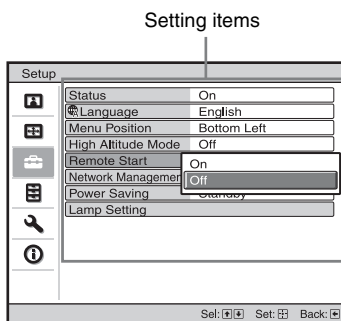 Setting items
Setup
Status On
Language English
Menu Position Bottom Left
High Altitude Mode Off
Remote Start On
Network Managemen Off
Power Saving Standby
Lamp Setting
Sel: Set: Back: